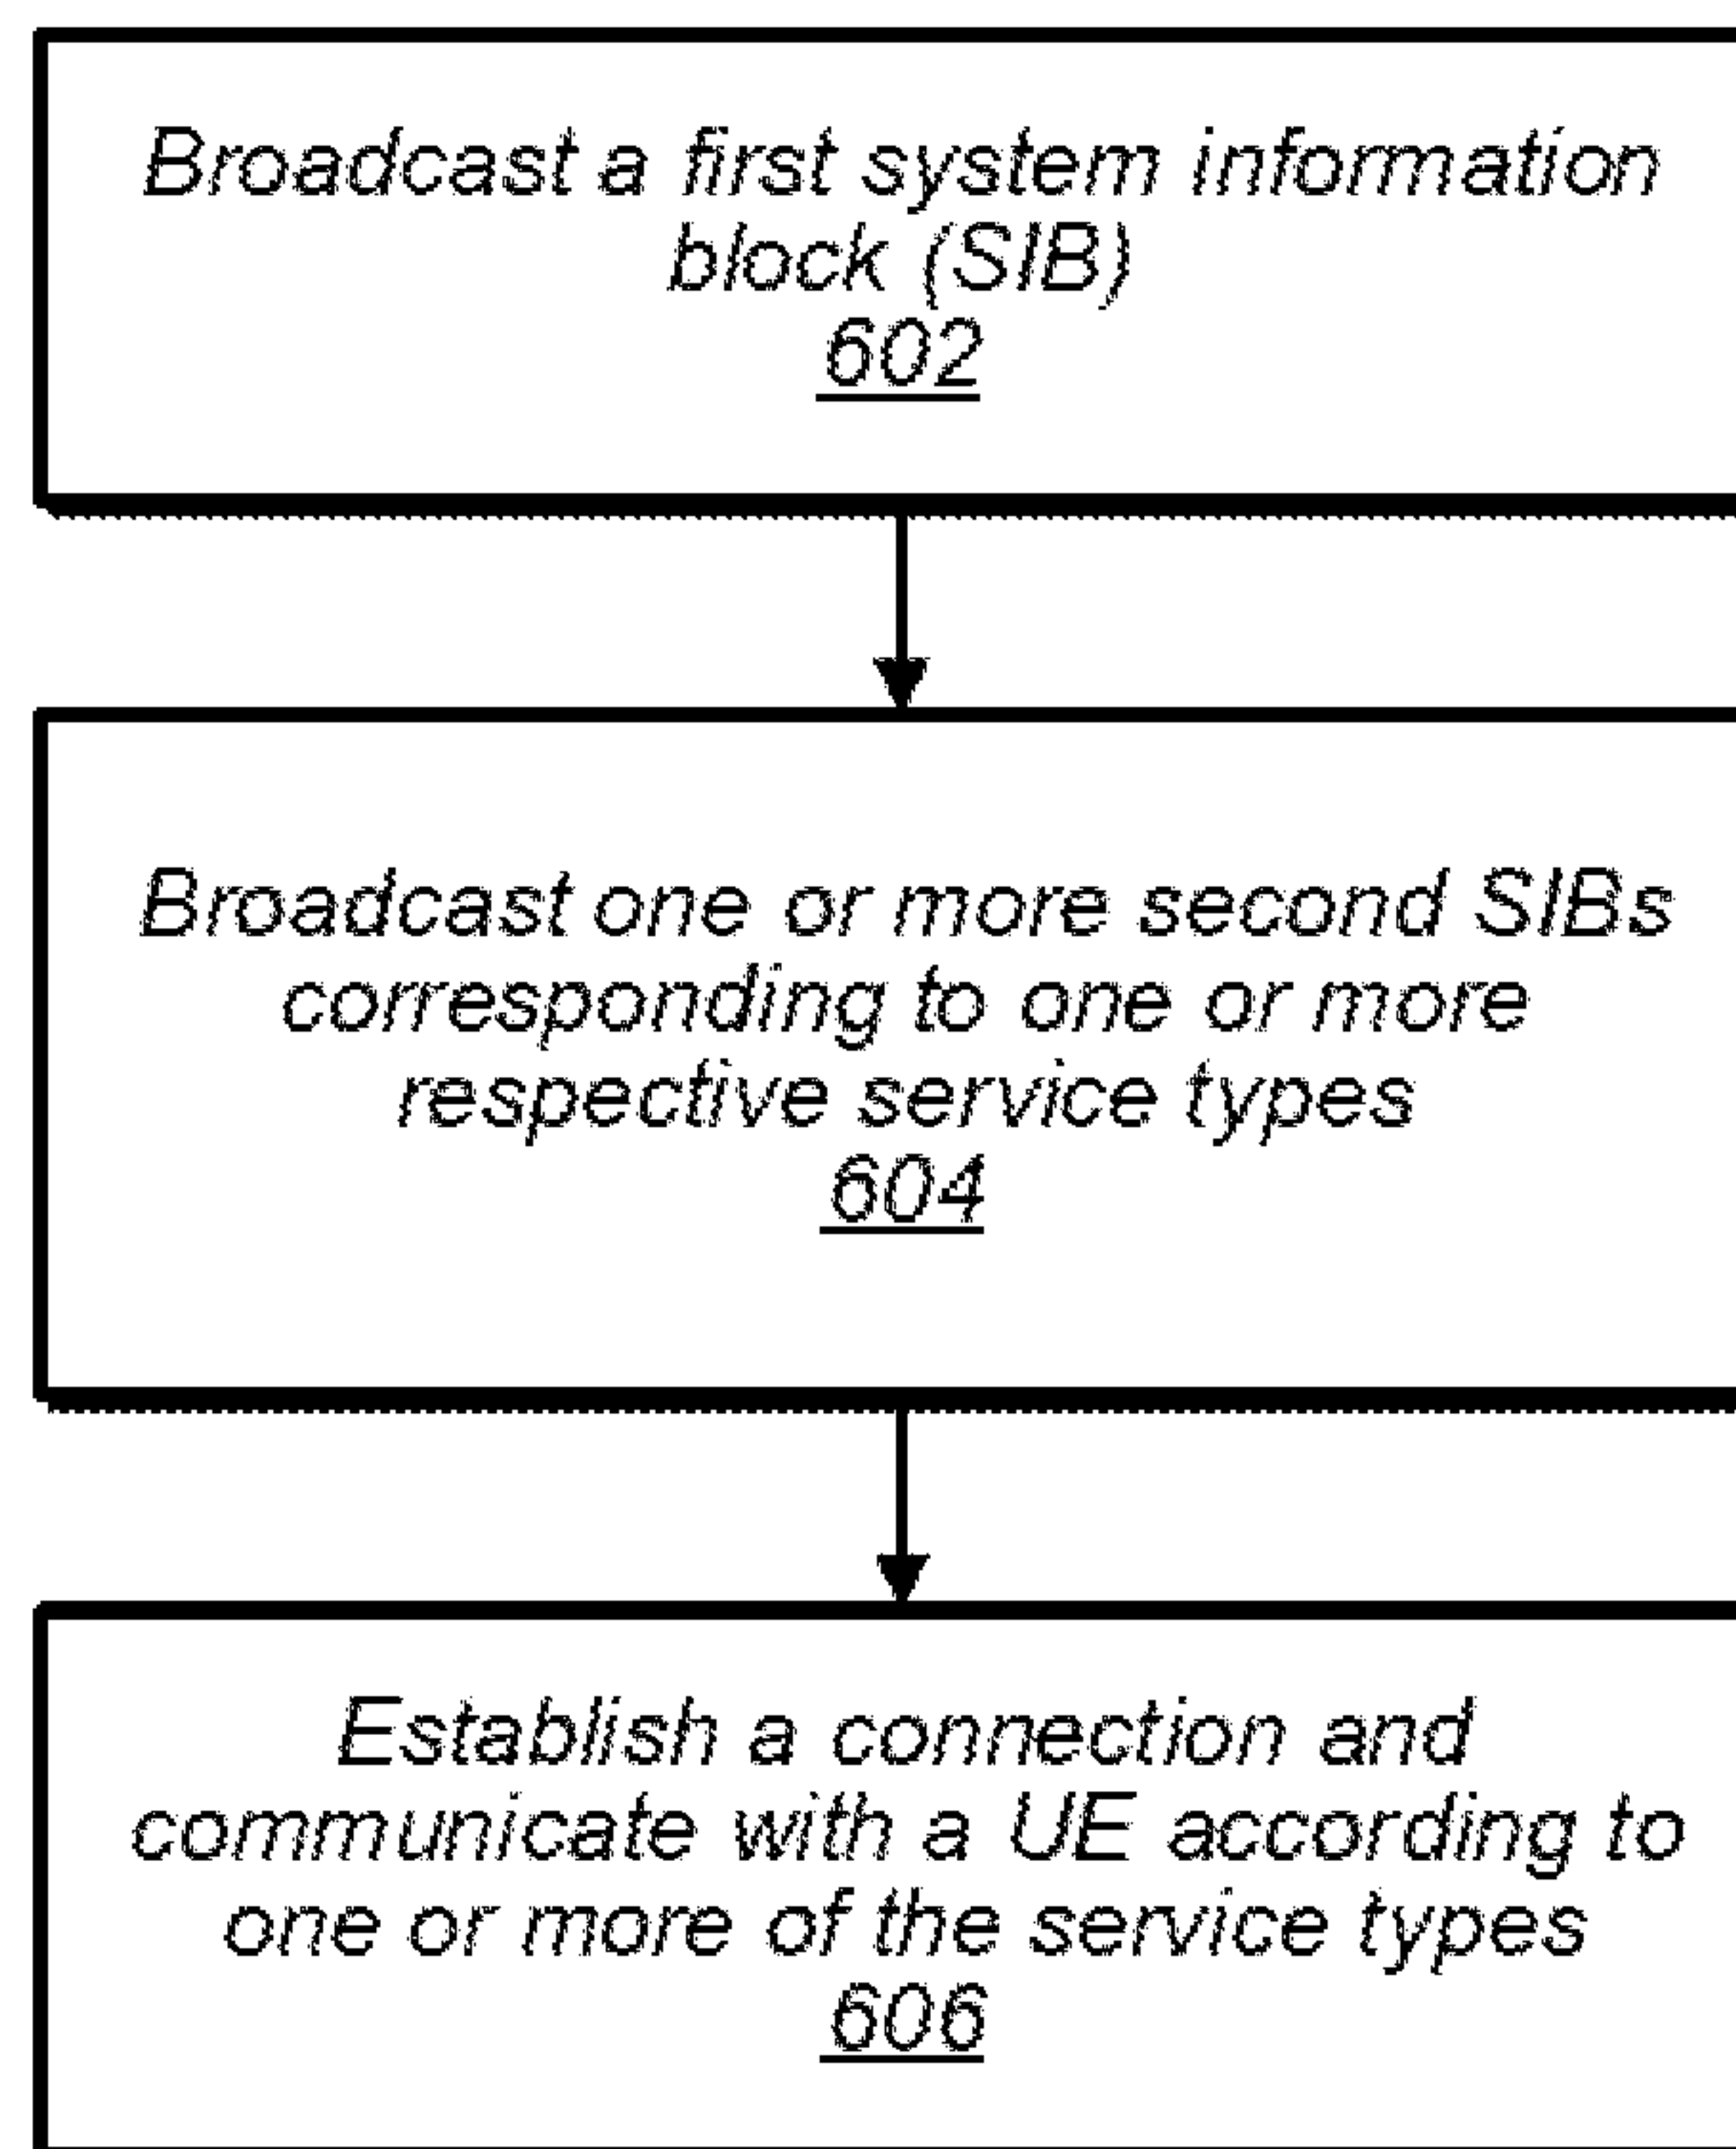 Broadcast a first system information
block (SIB)
602
Broadcast one or more second SIBs
corresponding to one or more
respective service types
604
Establish a connection and
communicate with a UE according to
one or more of the service types
606